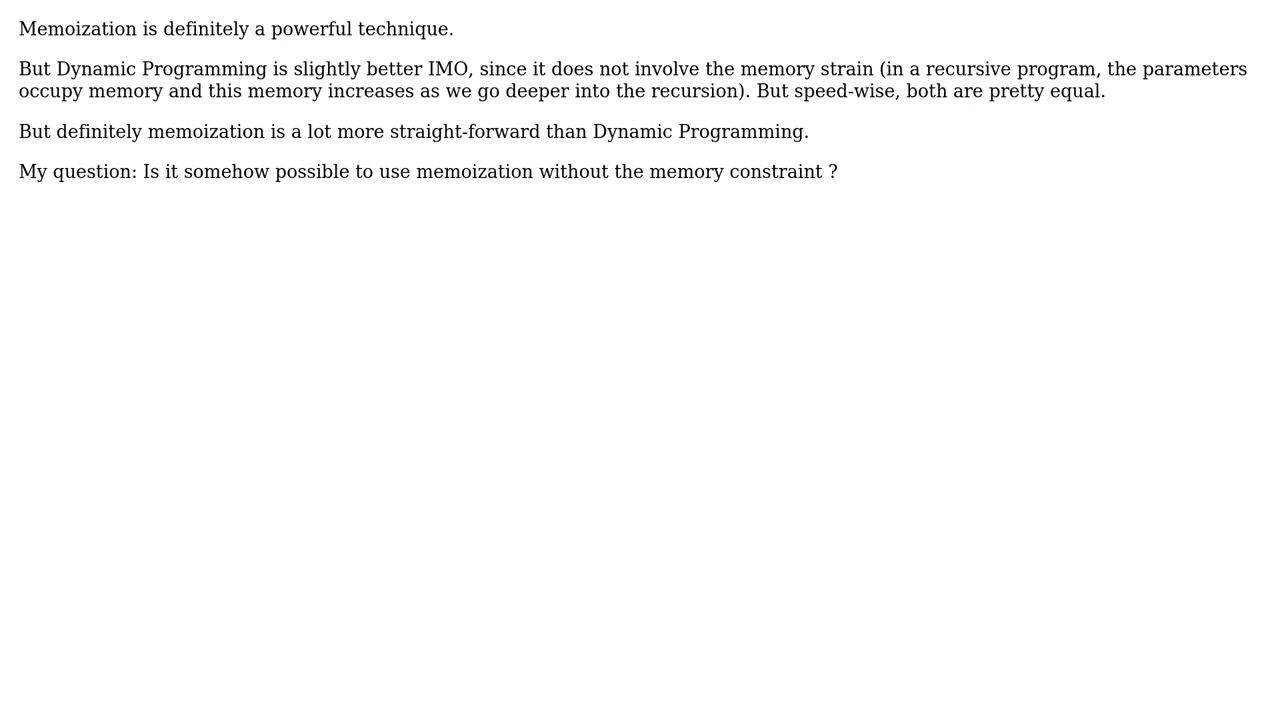 Memoization is definitely a powerful technique.
But Dynamic Programming is slightly better IMO, since it does not involve the memory strain (in a recursive program, the parameters
occupy memory and this memory increases as we go deeper into the recursion). But speed-wise, both are pretty equal.
But definitely memoization is a lot more straight-forward than Dynamic Programming.
My question: Is it somehow possible to use memoization without the memory constraint ?